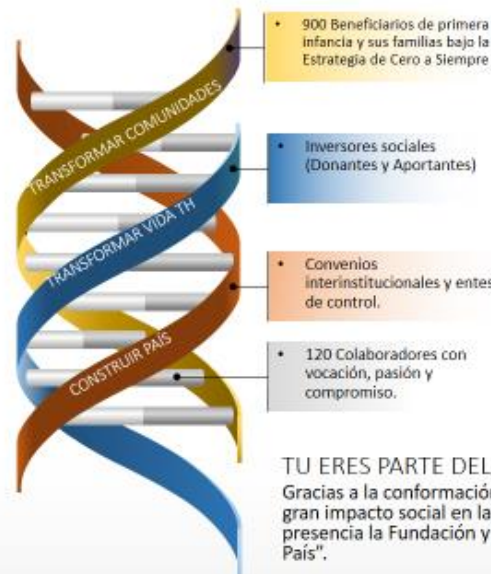 • 900 Beneficiarios de primera
infancia y sus familias bajo la
Estrategia de Cero a Siempre
TRANSFORMAR COMUNIDADES
• Inversores sociales
(Donantes y Aportantes)
TRANSFORMAR VIDA TH
• Convenios
interinstitucionales y entes
de control.
CONSTRUIR PAÍS
• 120 Colaboradores con
vocación, pasión y
compromiso.
TU ERES PARTE DEL
Gracias a la conformación
gran impacto social en la
presencia la Fundación y
País".